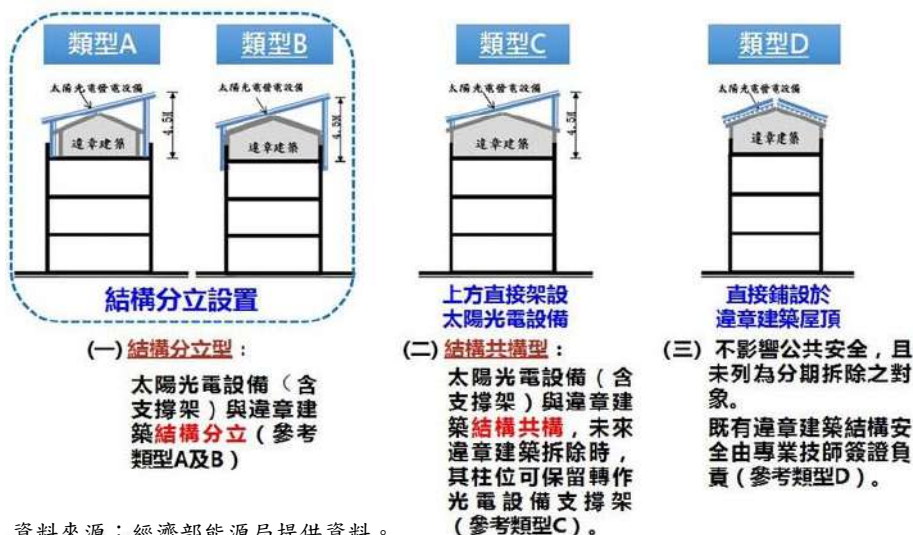 類型A
類型B
類型C
類型D
太陽光電發電設備
太陽光電發電設備
太陽光電發電設備
太陽光電發電設備
4.5M
4.5M
4.5M
違章建築
違章建築
違章建築
違章建築
結構分立設置
上方直接架設
太陽光電設備
直接鋪設於
違章建築屋頂
(一) 結構分立型：
太陽光電設備（含
支撐架）與違章建
築結構分立（參考
類型A及B）
(二) 結構共構型：
太陽光電設備（含
支撐架）與違章建
築結構共構，未來
違章建築拆除時，
其柱位可保留轉作
光電設備支撐架
（參考類型C）。
(三) 不影響公共安全，且
未列為分期拆除之對
象。
既有違章建築結構安
全由專業技師簽證負
責（參考類型D）。
資料來源：經濟部能源局提供資料。